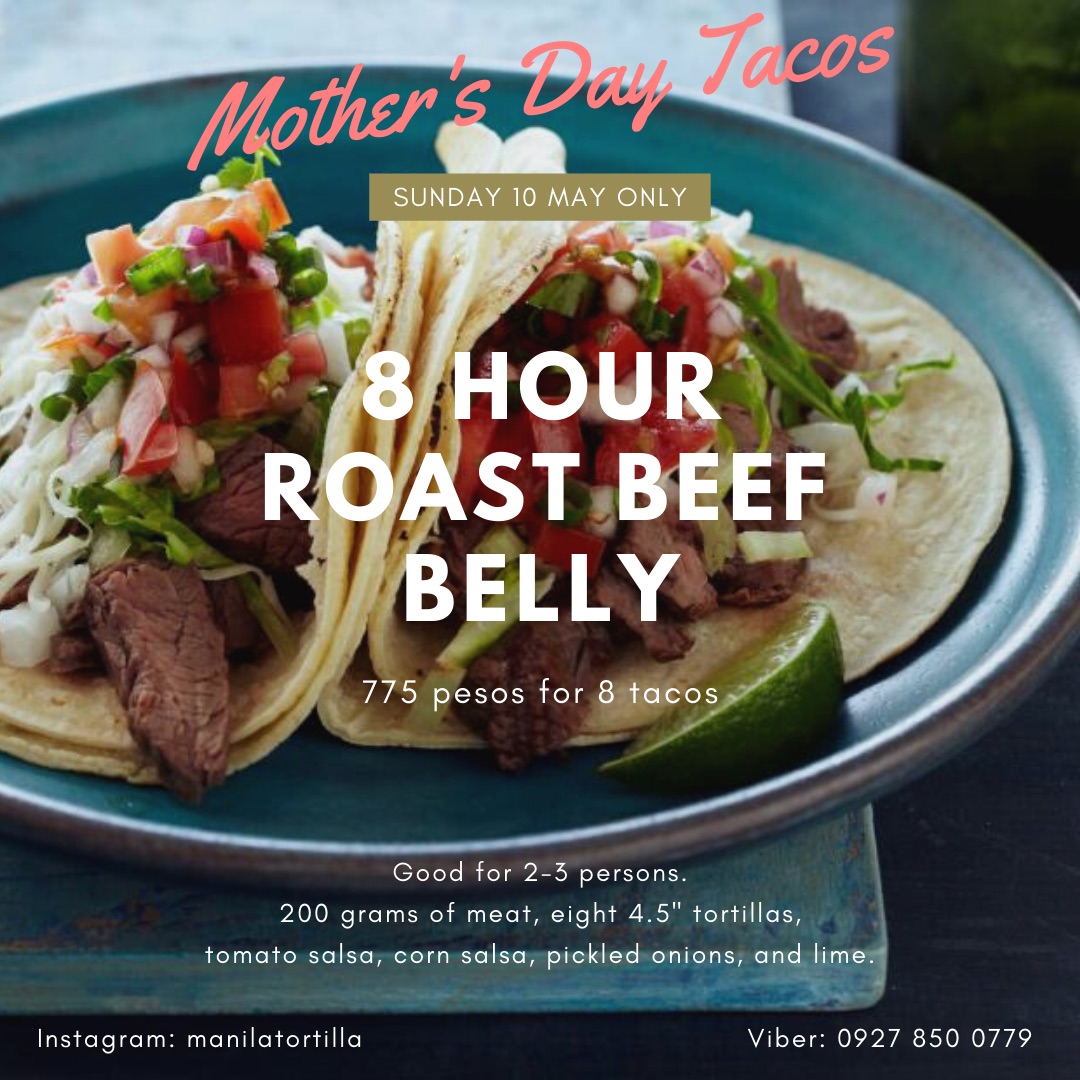 Mother's Day Tacos
SUNDAY 10 MAY ONLY
8 HOUR
ROAST BEEF
BELLY
775 pesos for 8 tacos
Good for 2-3 persons.
200 grams of meat, eight 4.5" tortillas,
tomato salsa, corn salsa, pickled onions, and lime.
Instagram: manilatortilla
Viber: 0927 850 0779